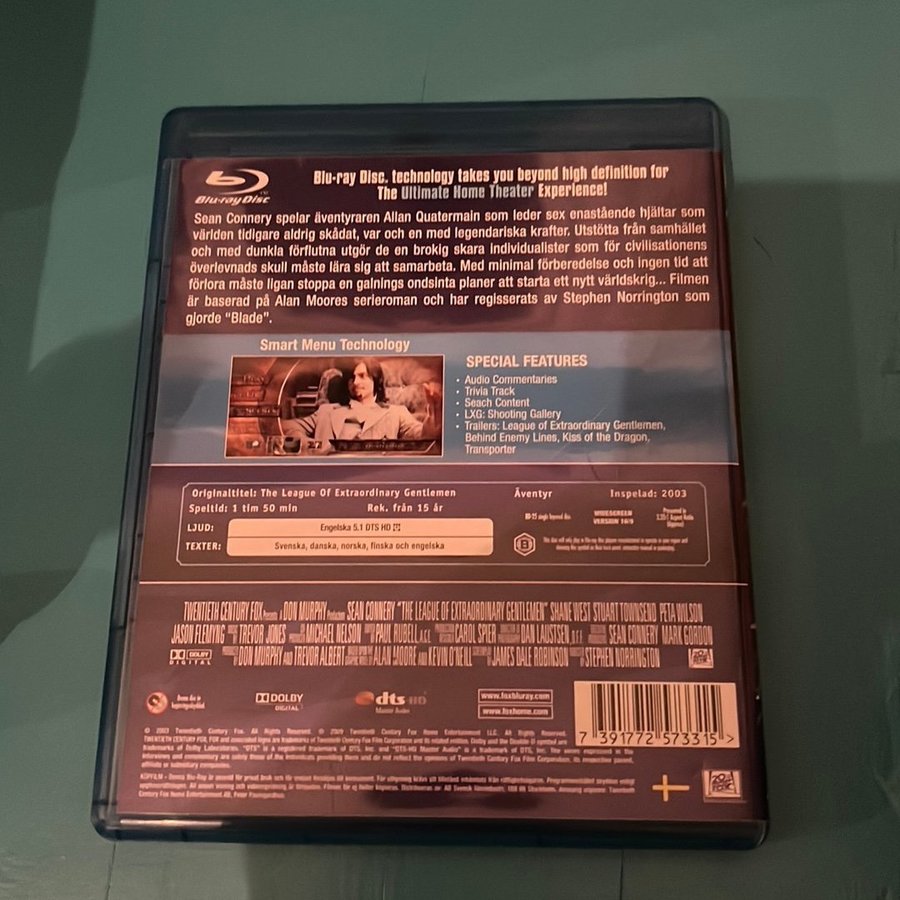 Blu-ray Disc
Blu-ray Disc. technology takes you beyond high definition for
The Ultimate Home Theater Experience!
Sean Connery spelar äventyraren Allan Quatermain som leder sex enastående hjältar som
världen tidigare aldrig skådat, var och en med legendariska krafter. Utstötta från samhället
och med dunkla förflutna utgör de en brokig skara individualister som för civilisationens
överlevnads skull måste lära sig att samarbeta. Med minimal förberedelse och ingen tid att
förlora måste ligan stoppa en galnings ondsinta planer att starta ett nytt världskrig... Filmen
är baserad på Alan Moores serieroman och har regisserats av Stephen Norrington som
gjorde "Blade".
Smart Menu Technology
SPECIAL FEATURES
• Audio Commentaries
• Trivia Track
• Seach Content
• LXG: Shooting Gallery
• Trailers: League of Extraordinary Gentlemen,
Behind Enemy Lines, Kiss of the Dragon,
Transporter
Originaltitel: The League Of Extraordinary Gentlemen Äventyr Inspelad: 2003
Speltid: 1 tim 50 min Rek. från 15 år
WIDESCREEN
VERSION 16/9
LJUD: Engelska 5.1 DTS HD
TEXTER: Svenska, danska, norska, finska och engelska
B
TWENTIETH CENTURY FOX Presents A DON MURPHY Production SEAN CONNERY "THE LEAGUE OF EXTRAORDINARY GENTLEMEN" SHANE WEST STUART TOWNSEND PETA WILSON
JASON FLEMYNG TREVOR JONES MICHAEL NELSON PAUL RUBELL A.C.E. CAROL SPIER DAN LAUSTSEN D.F.F. SEAN CONNERY MARK GORDON
DOLBY DIGITAL DON MURPHY AND TREVOR ALBERT ALAN MOORE AND KEVIN O'NEILL JAMES DALE ROBINSON STEPHEN NORRINGTON
DOLBY
DIGITAL
dts-HD
Master Audio
www.foxbluray.com
www.foxhome.com
7 391772 573315 >